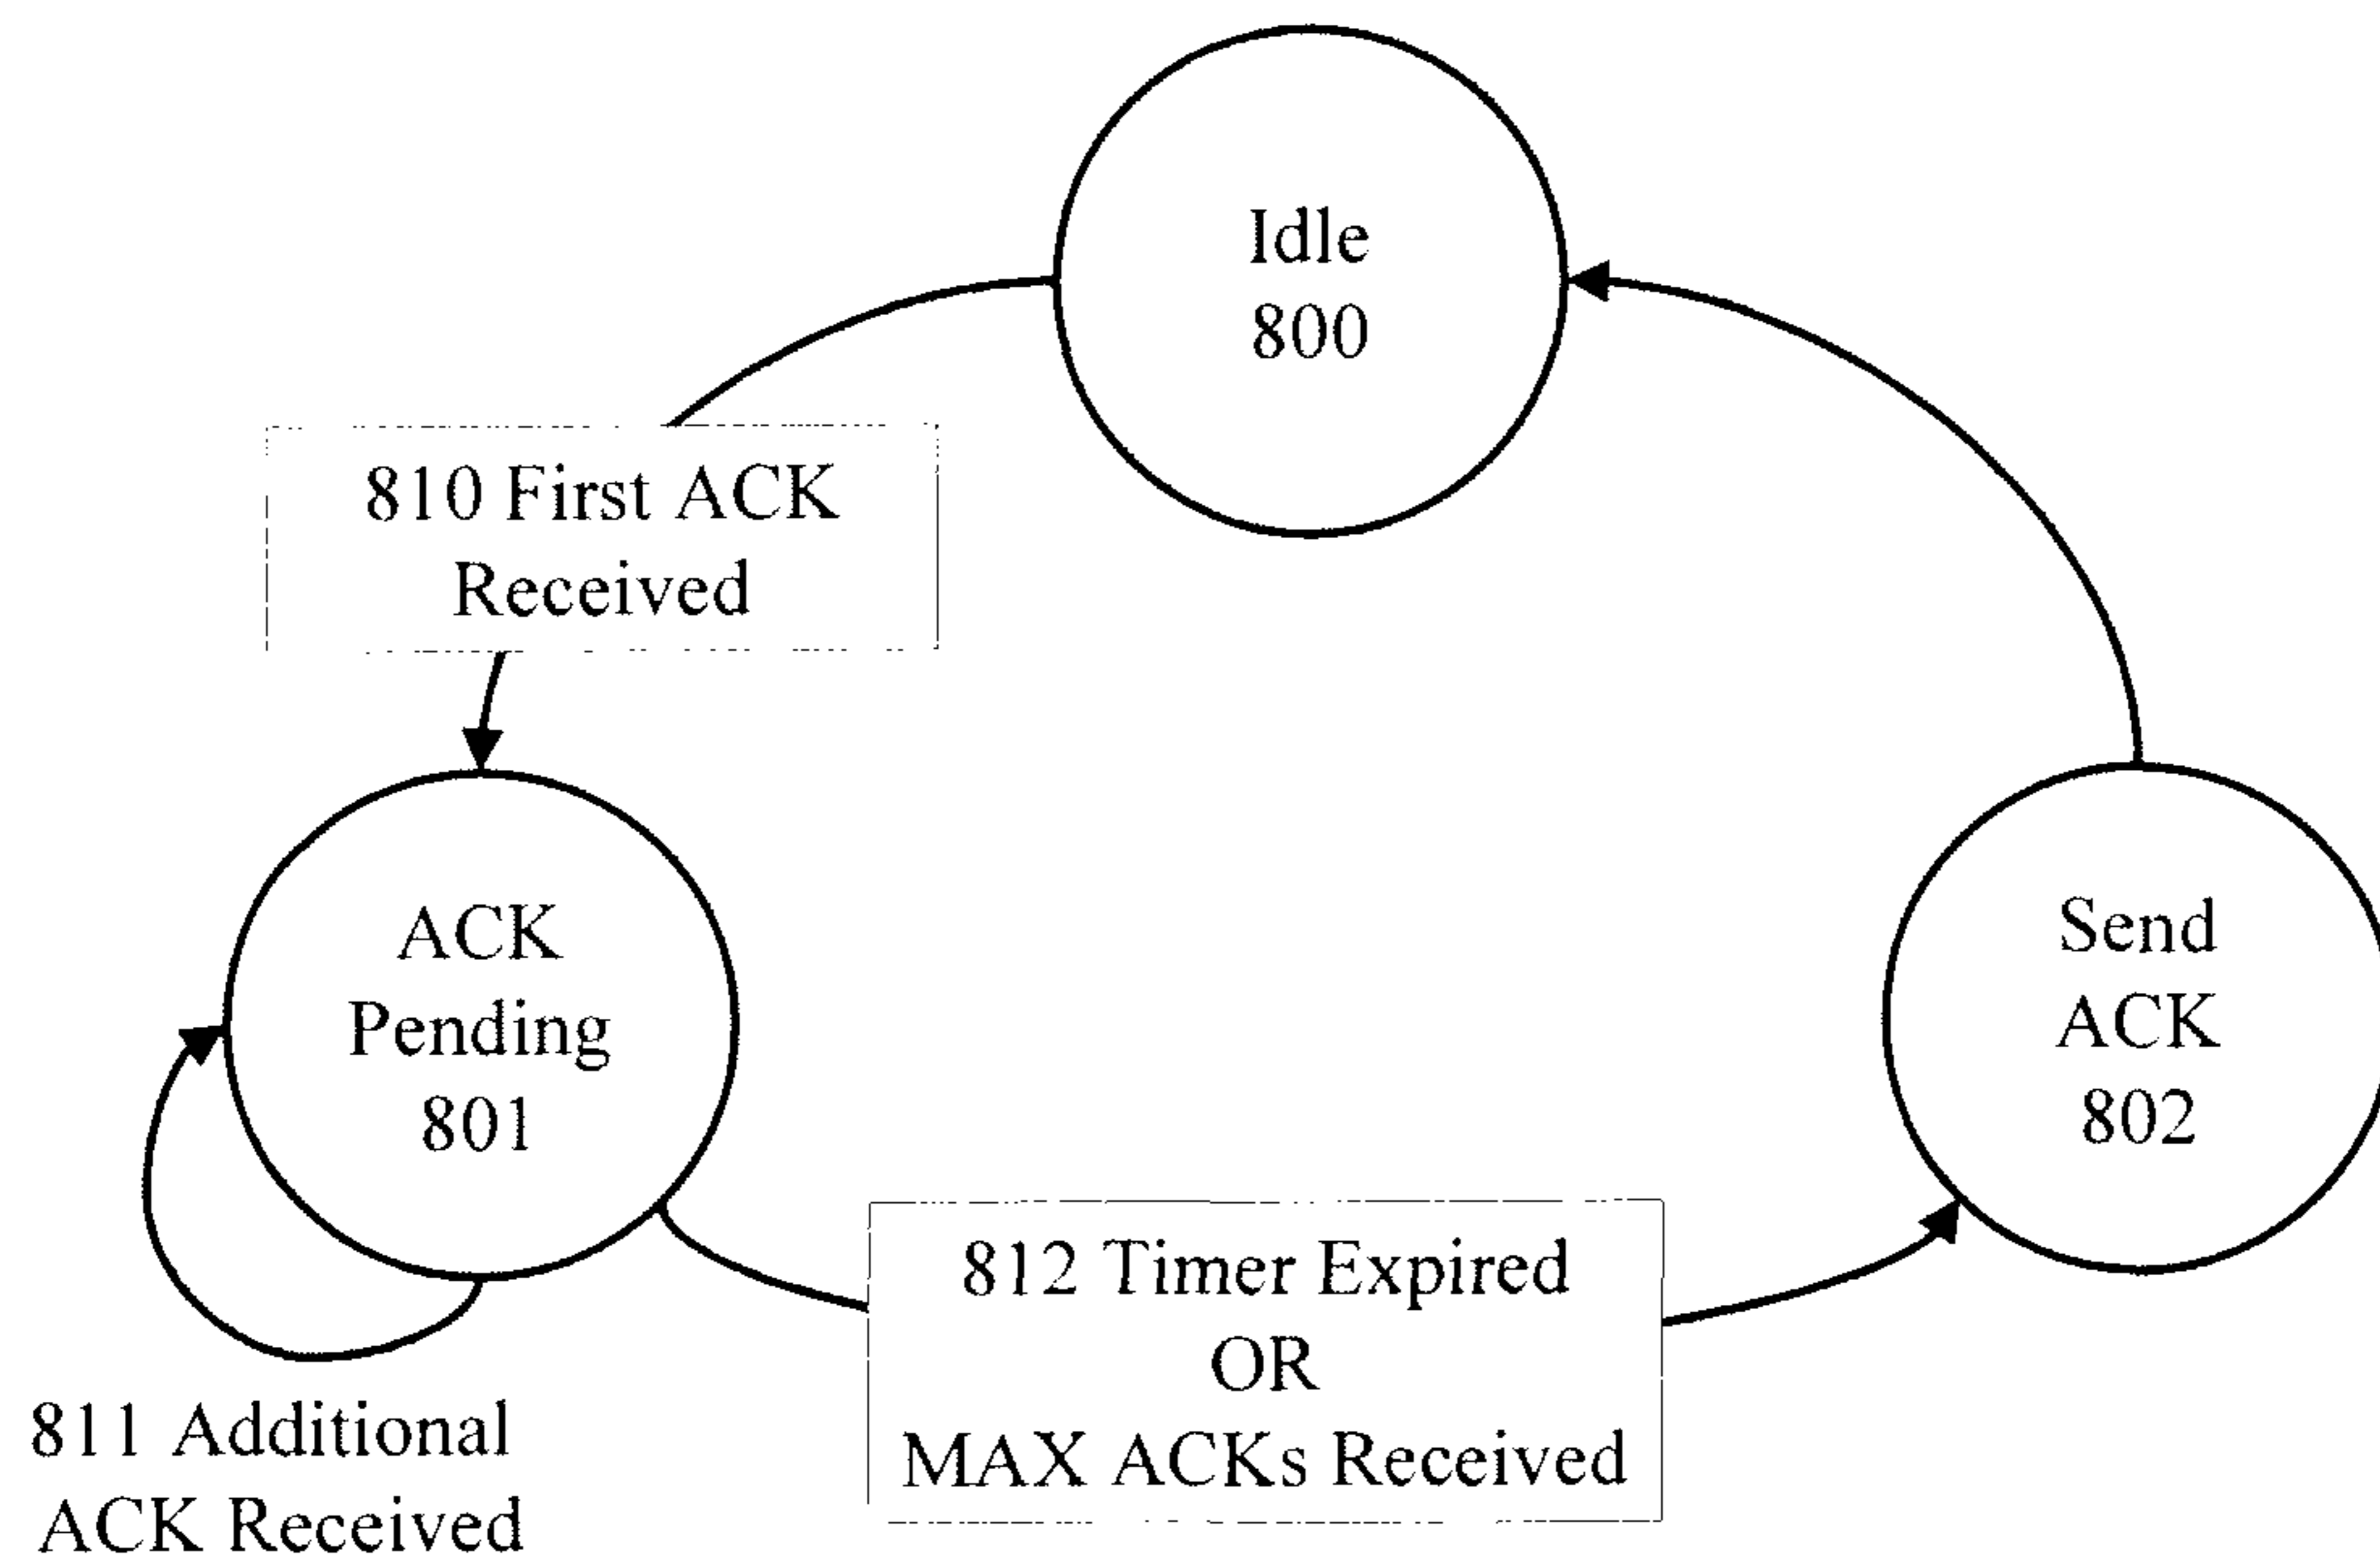 Idle
800
810 First ACK
Received
ACK
Pending
801
Send
ACK
802
812 Timer Expired
OR
MAX ACKs Received
811 Additional
ACK Received